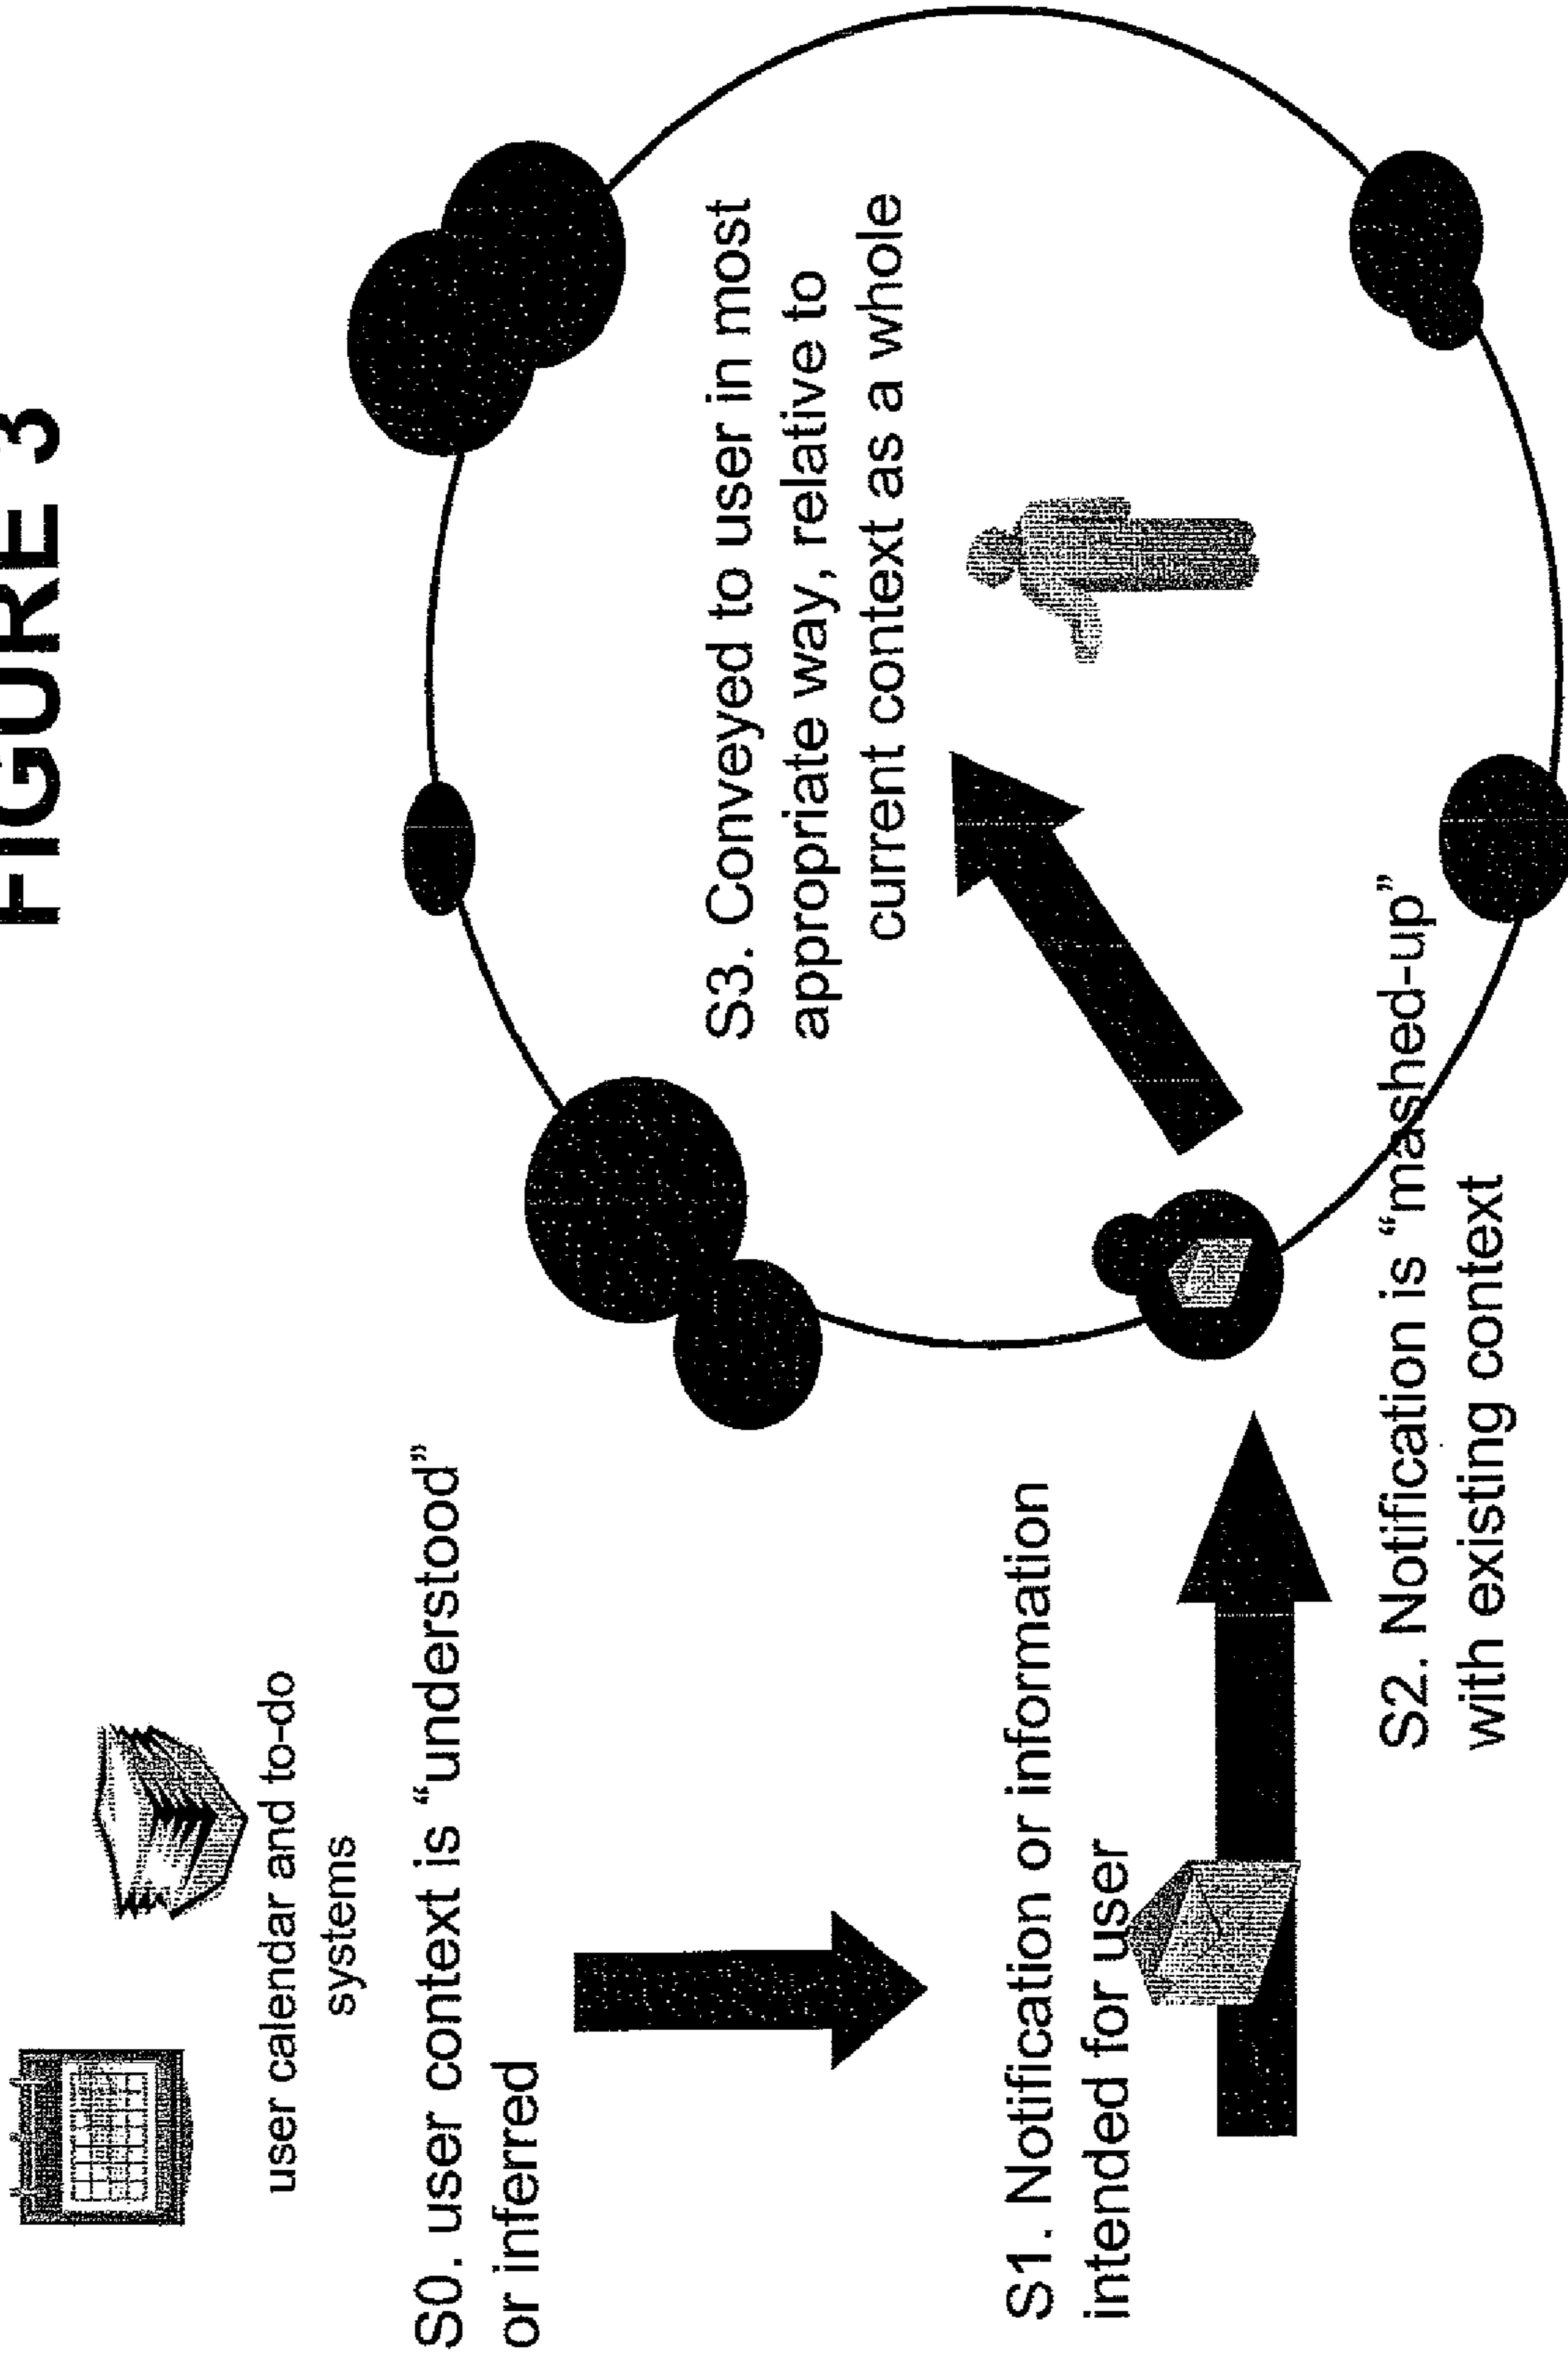 FIGURE 3
user calendar and to-do
systems
S0. user context is “understood”
or inferred
S1. Notification or information
intended for user
S2. Notification is “mashed-up”
with existing context
S3. Conveyed to user in most
appropriate way, relative to
current context as a whole